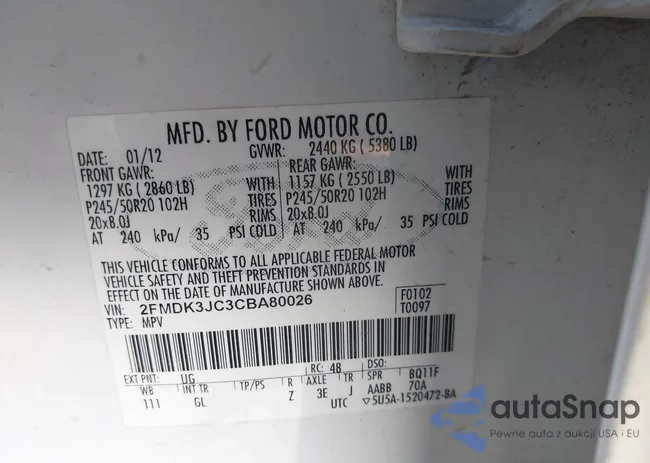 MFD. BY FORD MOTOR CO.
DATE: 01/12 GVWR: 2440 KG ( 5380 LB)
FRONT GAWR: REAR GAWR:
1297 KG ( 2860 LB) WITH 1157 KG ( 2550 LB) WITH
P245/50R20 102H TIRES P245/50R20 102H TIRES
20x8.0J RIMS 20x8.0J RIMS
AT 240 kPa/ 35 PSI COLD AT 240 kPa/ 35 PSI COLD
THIS VEHICLE CONFORMS TO ALL APPLICABLE FEDERAL MOTOR
VEHICLE SAFETY AND THEFT PREVENTION STANDARDS IN
EFFECT ON THE DATE OF MANUFACTURE SHOWN ABOVE.
VIN: 2FMDK3JC3CBA80026 F0102
TYPE: MPV T0097
EXT PNT: UG RC: 48 DSO:
WB INT TR TP/PS R AXLE TR SPR BQ11F
111 GL Z 3E J AABB 70A
UTC ▽5U5A-1520472-BA
Ford
autaSnap
Pewne auta z aukcji USA i EU